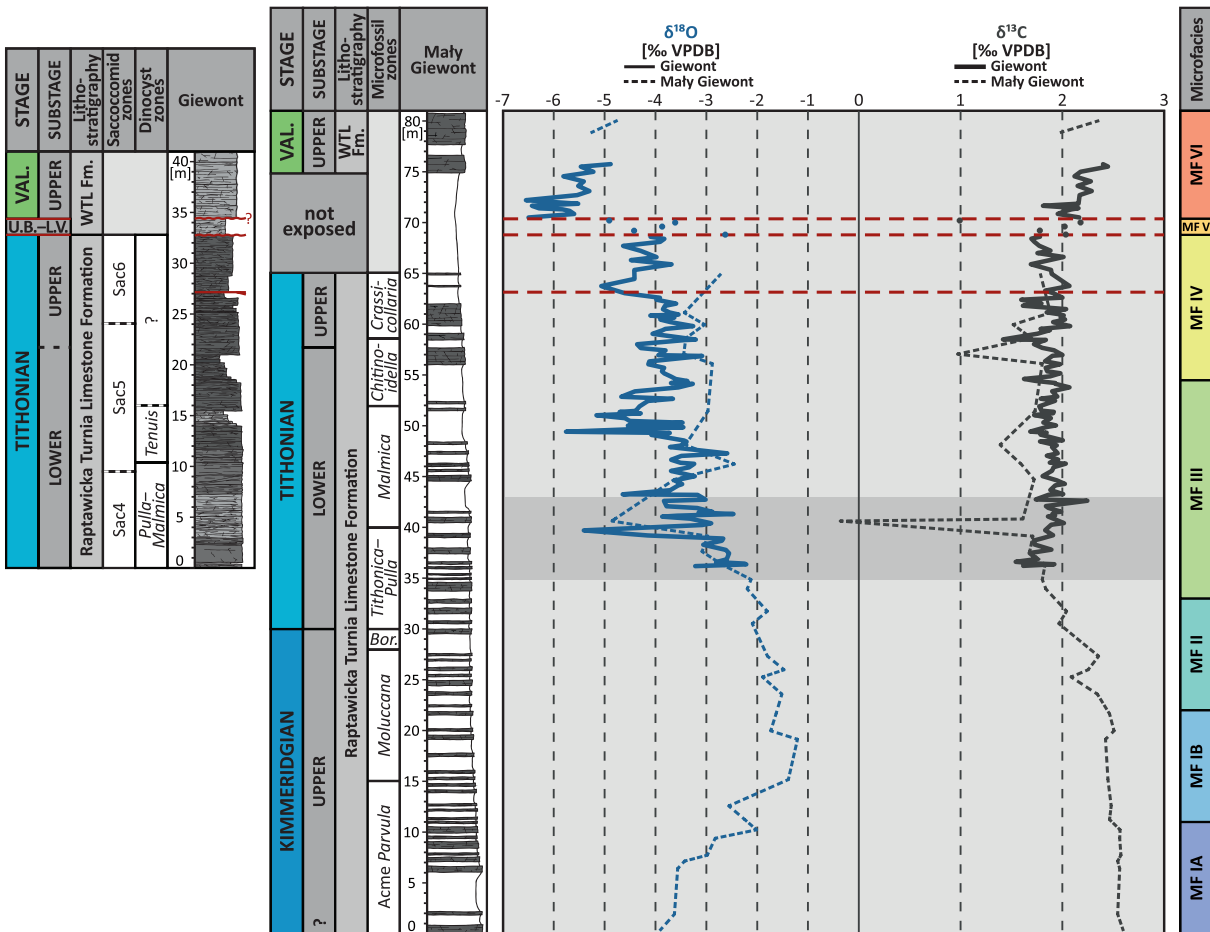 STAGE
SUBSTAGE
Litho-
stratigraphy
Saccoccomid
zones
Dinocyst
zones
Giewont
VAL.
UPPER
WTL Fm.
U.B.–L.V.
TITHONIAN
UPPER
LOWER
Raptawicka Turnia Limestone Formation
Sac6
Sac5
Sac4
?
Tenuis
Pulla–
Malmica
40
[m]
35
30
25
20
15
10
5
0
?
STAGE
SUBSTAGE
Litho-
stratigraphy
Microfossil
zones
Mały
Giewont
VAL.
UPPER
WTL
Fm.
not
exposed
TITHONIAN
UPPER
LOWER
KIMMERIDGIAN
UPPER
?
Raptawicka Turnia Limestone Formation
Crassi-
collaria
Chitino-
idella
Malmica
Tithonica–
Pulla
Bor.
Moluccana
Acme Parvula
80
[m]
75
70
65
60
55
50
45
40
35
30
25
20
15
10
5
0
δ18O
[‰ VPDB]
Giewont
Mały Giewont
-7 -6 -5 -4 -3 -2 -1
δ13C
[‰ VPDB]
Giewont
Mały Giewont
0 1 2 3
Microfacies
MF VI
MF V
MF IV
MF III
MF II
MF IB
MF IA